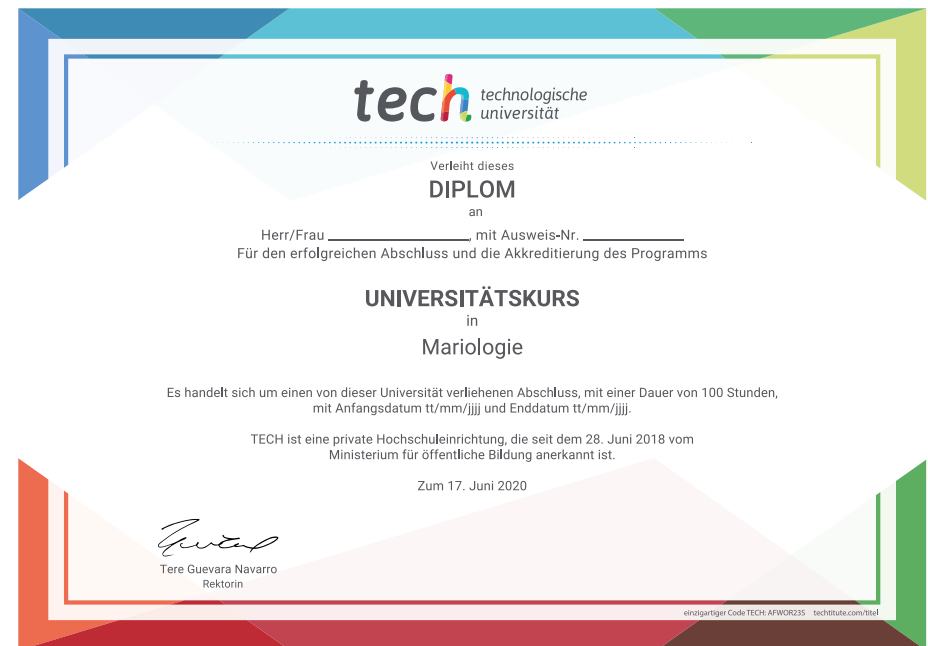 tech technologische
universität
Verleiht dieses
DIPLOM
an
Herr/Frau ____________, mit Ausweis-Nr. ____________
Für den erfolgreichen Abschluss und die Akkreditierung des Programms
UNIVERSITÄTSKURS
in
Mariologie
Es handelt sich um einen von dieser Universität verliehenen Abschluss, mit einer Dauer von 100 Stunden,
mit Anfangsdatum tt/mm/jjjj und Enddatum tt/mm/jjjj.
TECH ist eine private Hochschuleinrichtung, die seit dem 28. Juni 2018 vom
Ministerium für öffentliche Bildung anerkannt ist.
Zum 17. Juni 2020
Tere Guevara Navarro
Rektorin
einzigartiger Code TECH: AFWOR23S techtitute.com/titel